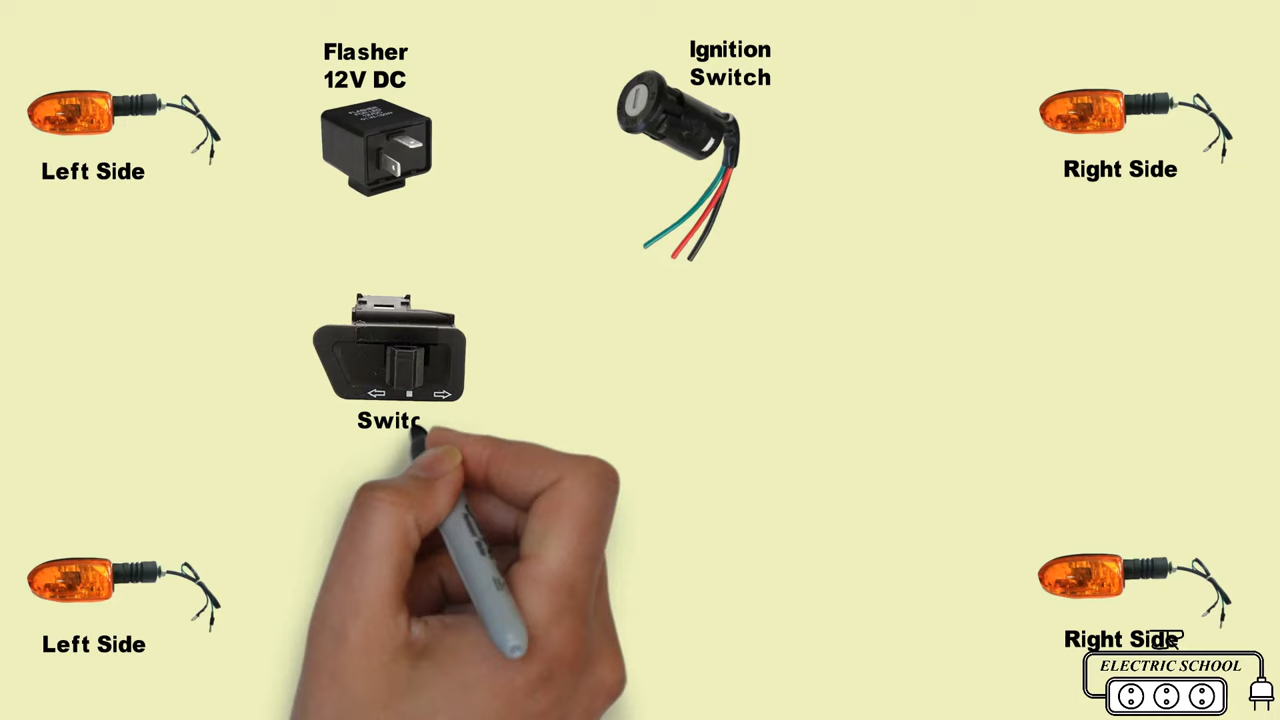 Flasher
12V DC
Ignition
Switch
Left Side
Right Side
Switc
Left Side
Right Side
ELECTRIC SCHOOL